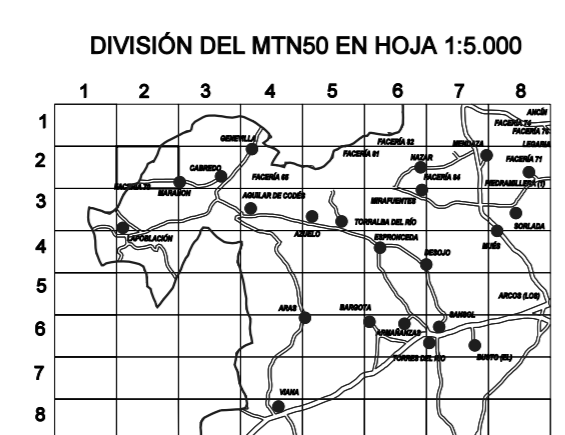 DIVISIÓN DEL MTN50 EN HOJA 1:5.000
1 2 3 4 5 6 7 8
1
ANCÍN
FACERÍA 74
FACERÍA 76
GENEVILLA
FACERÍA 82
MENDAZA
LEGARIA
2
FACERÍA 81
NAZAR
FACERÍA 71
CABREDO
FACERÍA 65
FACERÍA 84
PIEDRAMILLERA (1)
MARAÑON
AGUILAR DE CODÉS
3
MIRAFUENTES
TORRALBA DEL RÍO
SORLADA
AZUELO
LAPOBLACIÓN
ESPRONCEDA
4
MUÉS
DESOJO
5
ARCOS (LOS)
ARAS
BARGOTA
SANSOL
6
ARMAÑANZAS
TORRES DEL RÍO
BUSTO (EL)
7
VIANA
8